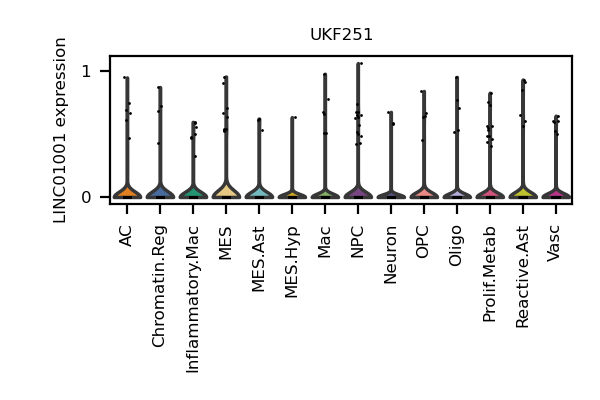 UKF251
LINC01001 expression
1
0
AC
Chromatin.Reg
Inflammatory.Mac
MES
MES.Ast
MES.Hyp
Mac
NPC
Neuron
OPC
Oligo
Prolif.Metab
Reactive.Ast
Vasc